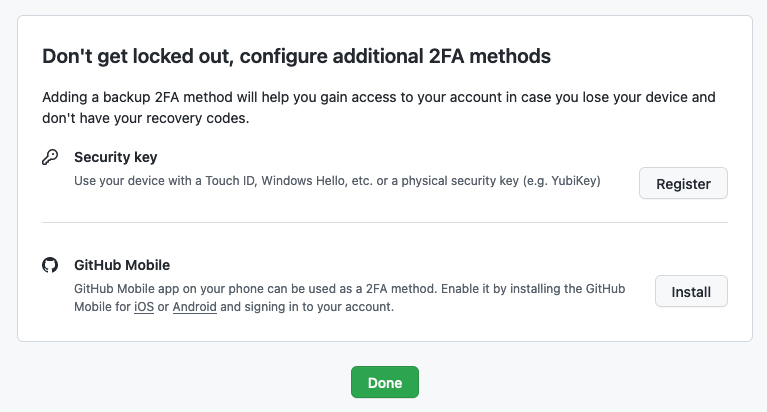 Don't get locked out, configure additional 2FA methods
Adding a backup 2FA method will help you gain access to your account in case you lose your device and
don't have your recovery codes.
Security key
Use your device with a Touch ID, Windows Hello, etc. or a physical security key (e.g. YubiKey)
Register
GitHub Mobile
GitHub Mobile app on your phone can be used as a 2FA method. Enable it by installing the GitHub
Mobile for iOS or Android and signing in to your account.
Install
Done